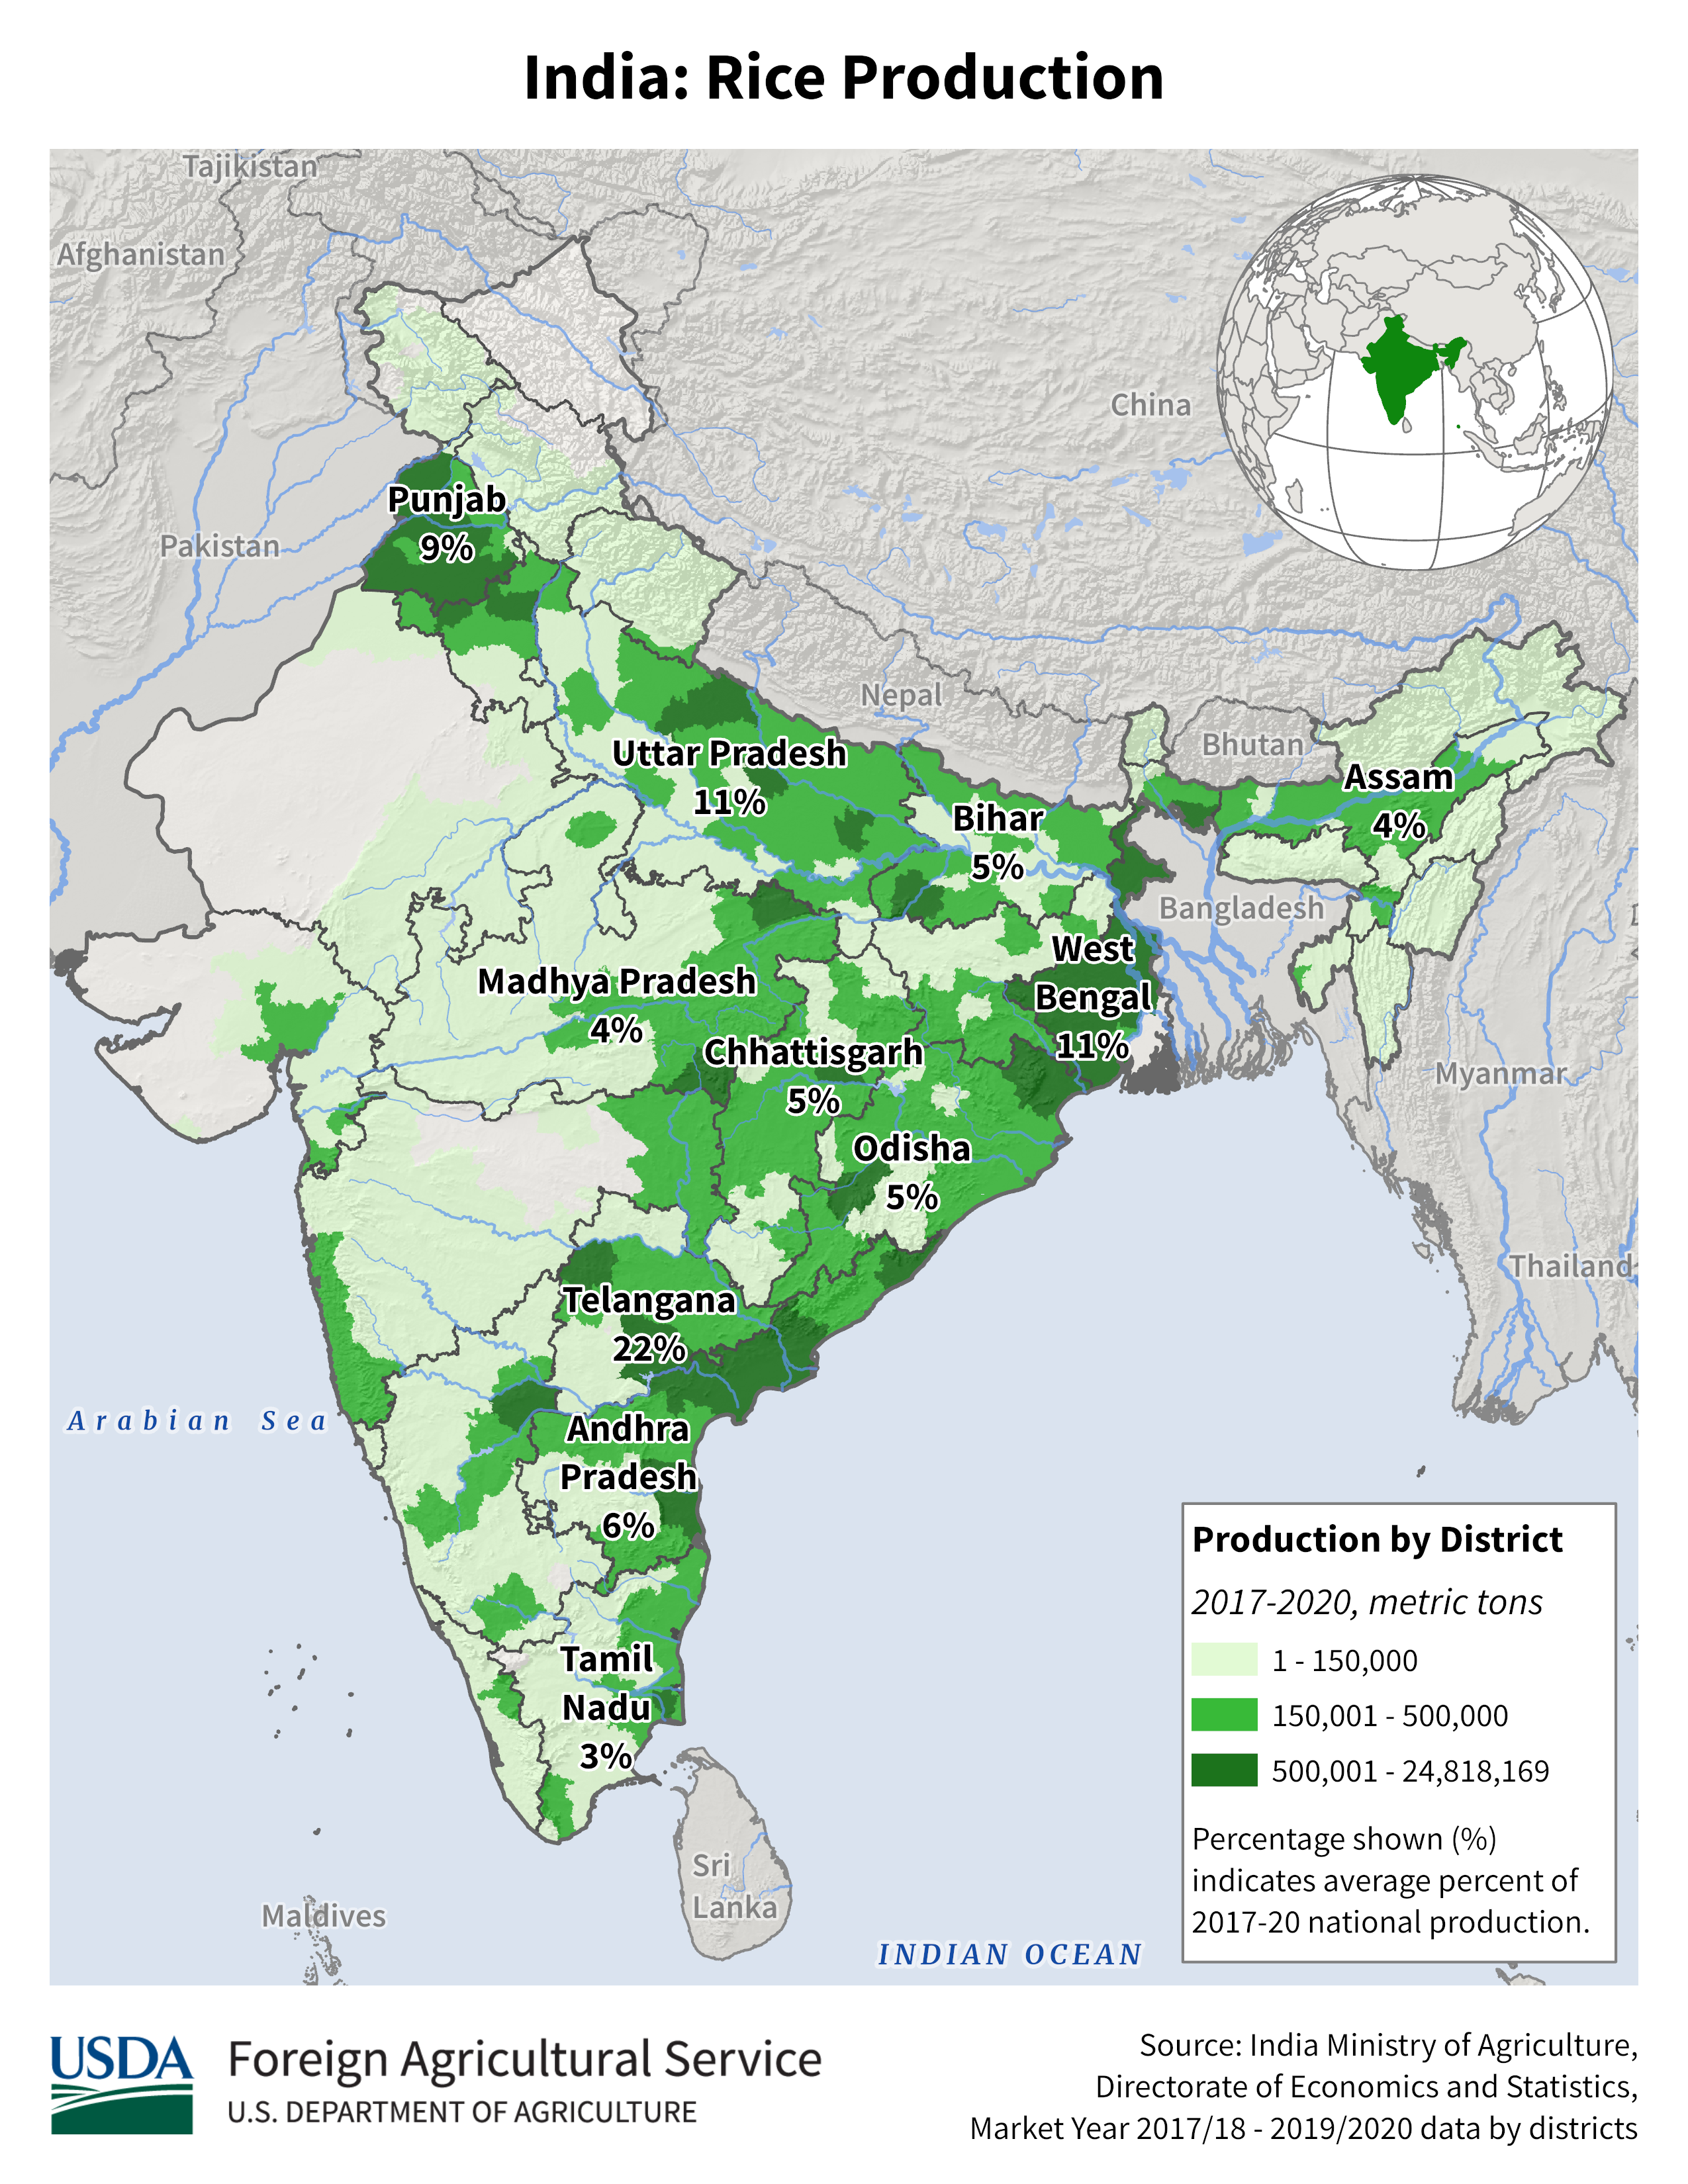 India: Rice Production
Tajikistan
Afghanistan
China
Punjab
9%
Pakistan
Nepal
Bhutan
Uttar Pradesh
11%
Assam
4%
Bihar
5%
Bangladesh
West
Bengal
11%
Madhya Pradesh
4%
Chhattisgarh
5%
Myanmar
Odisha
5%
Thailand
Telangana
22%
Arabian Sea
Andhra
Pradesh
6%
Tamil
Nadu
3%
Sri
Lanka
Maldives
INDIAN OCEAN
Production by District
2017-2020, metric tons
1 - 150,000
150,001 - 500,000
500,001 - 24,818,169
Percentage shown (%)
indicates average percent of
2017-20 national production.
USDA
Foreign Agricultural Service
U.S. DEPARTMENT OF AGRICULTURE
Source: India Ministry of Agriculture,
Directorate of Economics and Statistics,
Market Year 2017/18 - 2019/2020 data by districts